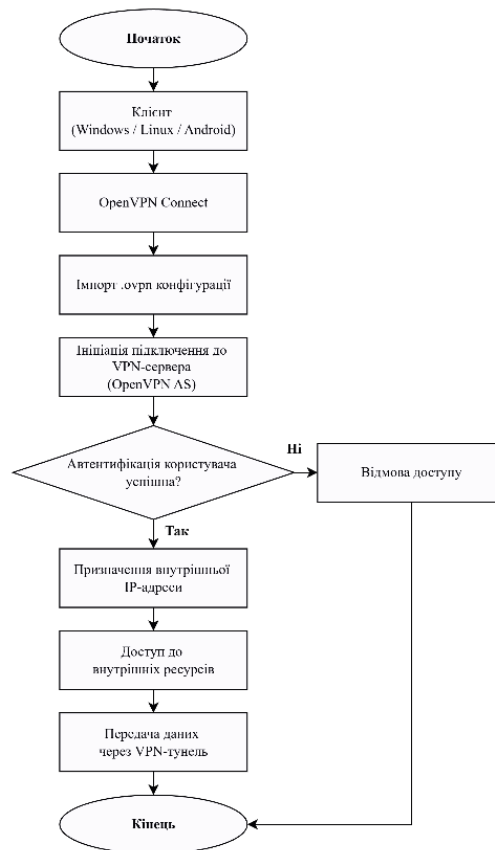 Початок
Клієнт
(Windows / Linux / Android)
OpenVPN Connect
Імпорт .ovpn конфігурації
Ініціація підключення до
VPN-сервера
(OpenVPN AS)
Автентифікація користувача
успішна?
Ні
Відмова доступу
Так
Призначення внутрішньої
IP-адреси
Доступ до
внутрішніх ресурсів
Передача даних
через VPN-тунель
Кінець